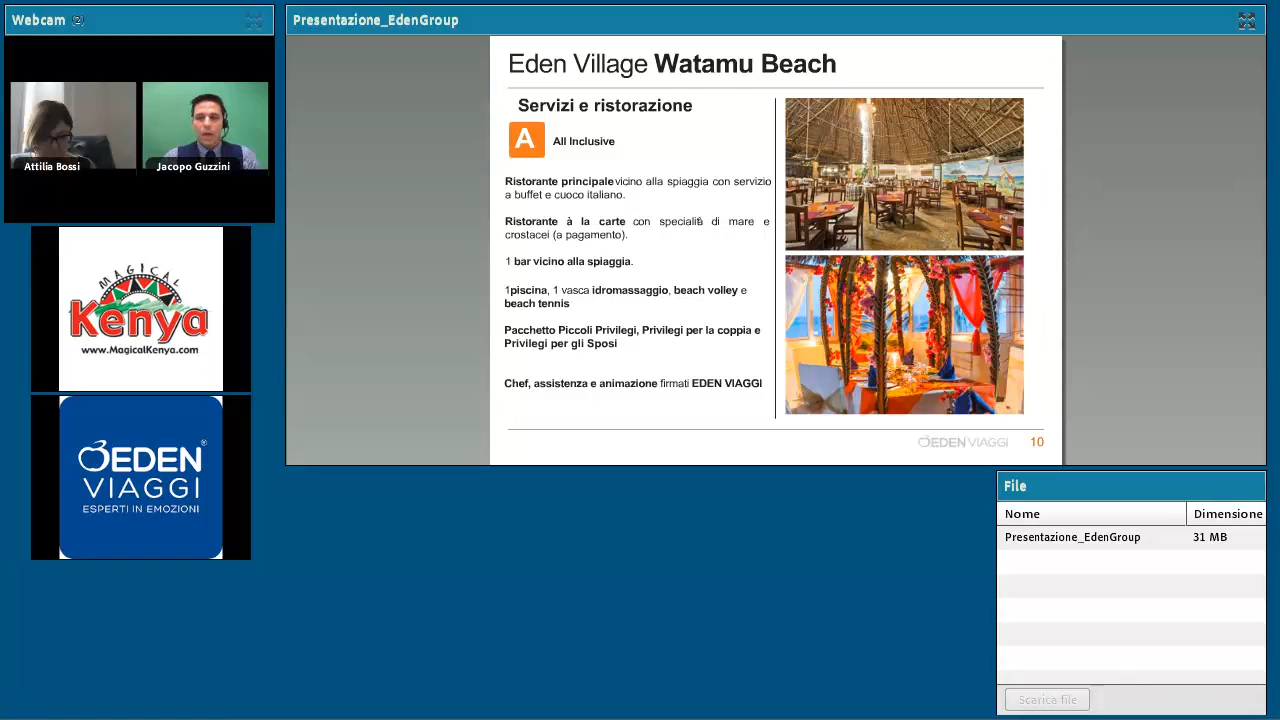 Webcam (2)
Attilia Bossi
Jacopo Guzzini
MAGICAL
Kenya
www.MagicalKenya.com
EDEN®
VIAGGI
ESPERTI IN EMOZIONI
Presentazione_EdenGroup
Eden Village Watamu Beach
Servizi e ristorazione
A
All Inclusive
Ristorante principale vicino alla spiaggia con servizio
a buffet e cuoco italiano.
Ristorante à la carte con specialità di mare e
crostacei (a pagamento).
1 bar vicino alla spiaggia.
1piscina, 1 vasca idromassaggio, beach volley e
beach tennis
Pacchetto Piccoli Privilegi, Privilegi per la coppia e
Privilegi per gli Sposi
Chef, assistenza e animazione firmati EDEN VIAGGI
EDEN VIAGGI
10
File
Nome Dimensione
Presentazione_EdenGroup 31 MB
Scarica file